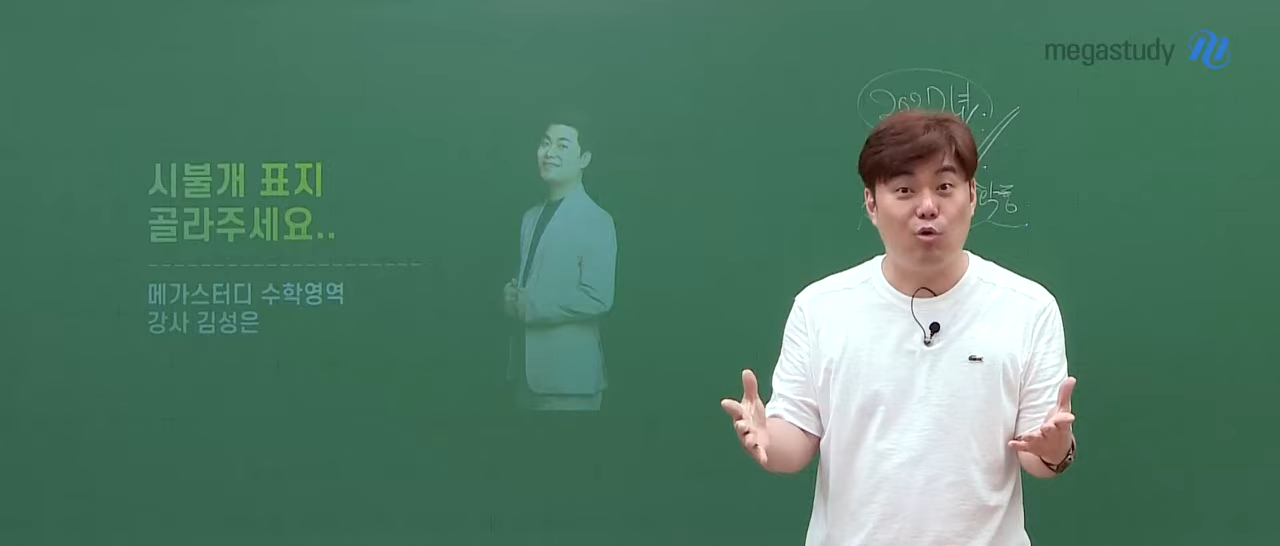 megastudy
시불개 표지
골라주세요..
메가스터디 수학영역
강사 김성은